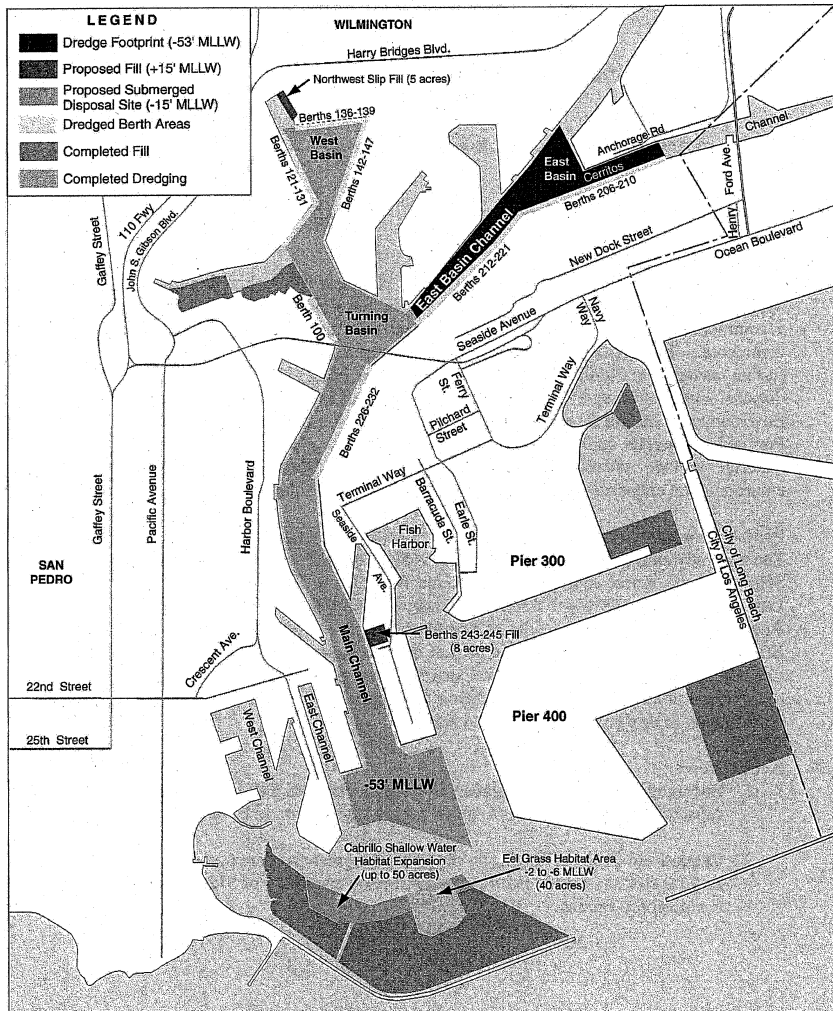 LEGEND
Dredge Footprint (-53' MLLW)
Proposed Fill (+15' MLLW)
Proposed Submerged
Disposal Site (-15' MLLW)
Dredged Berth Areas
Completed Fill
Completed Dredging
WILMINGTON
Harry Bridges Blvd.
Northwest Slip Fill (5 acres)
Berths 136-139
West
Basin
Berths 121-131
Berths 142-147
East
Basin
Anchorage Rd
Channel
Cerritos
Berths 206-210
Henry
Ford Ave.
110 Fwy
John S. Gibson Blvd.
Gaffey Street
East Basin Channel
Berths 212-221
New Dock Street
Ocean Boulevard
Berth 100
Turning
Basin
Seaside Avenue
Navy
Way
Ferry
St.
Pilchard
Street
Terminal Way
Berths 226-232
Terminal Way
Gaffey Street
Pacific Avenue
Harbor Boulevard
Seaside
Ave.
Barracuda St.
Earle St.
Fish
Harbor
Pier 300
City of Long Beach
City of Los Angeles
SAN
PEDRO
Berths 243-245 Fill
(8 acres)
Crescent Ave.
Main Channel
22nd Street
25th Street
West Channel
East Channel
Pier 400
-53' MLLW
Cabrillo Shallow Water
Habitat Expansion
(up to 50 acres)
Eel Grass Habitat Area
-2 to -6 MLLW
(40 acres)